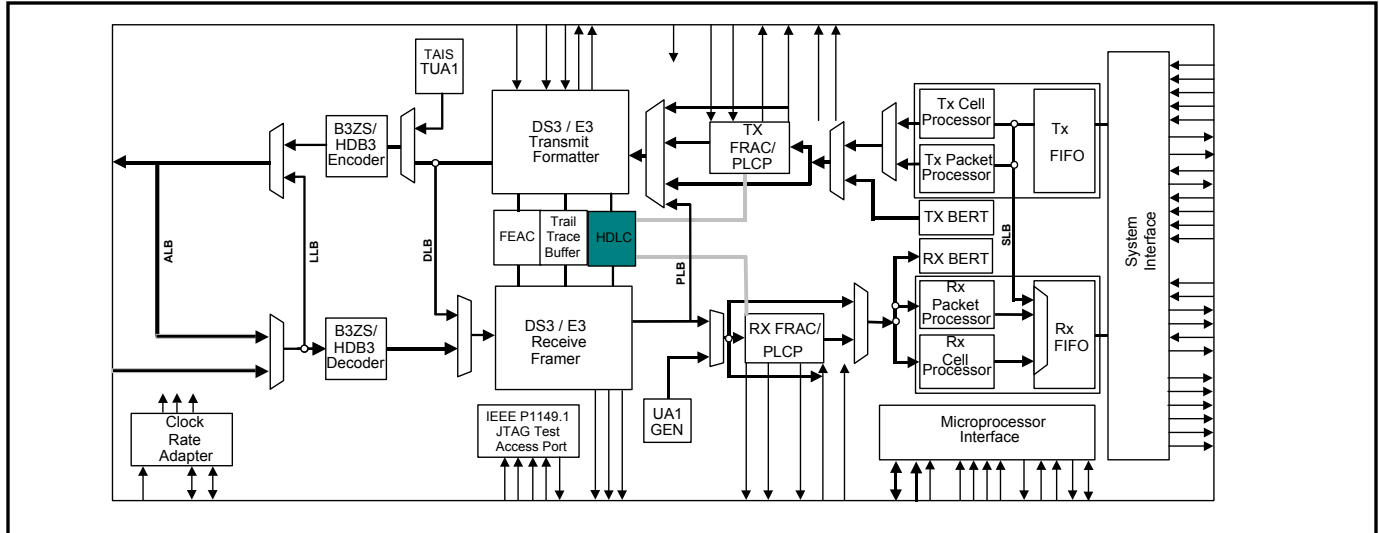 TAIS
TUA1
B3ZS/
HDB3
Encoder
DS3 / E3
Transmit
Formatter
TX
FRAC/
PLCP
Tx Cell
Processor
Tx Packet
Processor
Tx
FIFO
TX BERT
RX BERT
System
Interface
FEAC
Trail
Trace
Buffer
HDLC
ALB
LLB
DLB
PLB
SLB
B3ZS/
HDB3
Decoder
DS3 / E3
Receive
Framer
RX FRAC/
PLCP
Rx
Packet
Processor
Rx
Cell
Processor
Rx
FIFO
UA1
GEN
Clock
Rate
Adapter
IEEE P1149.1
JTAG Test
Access Port
Microprocessor
Interface